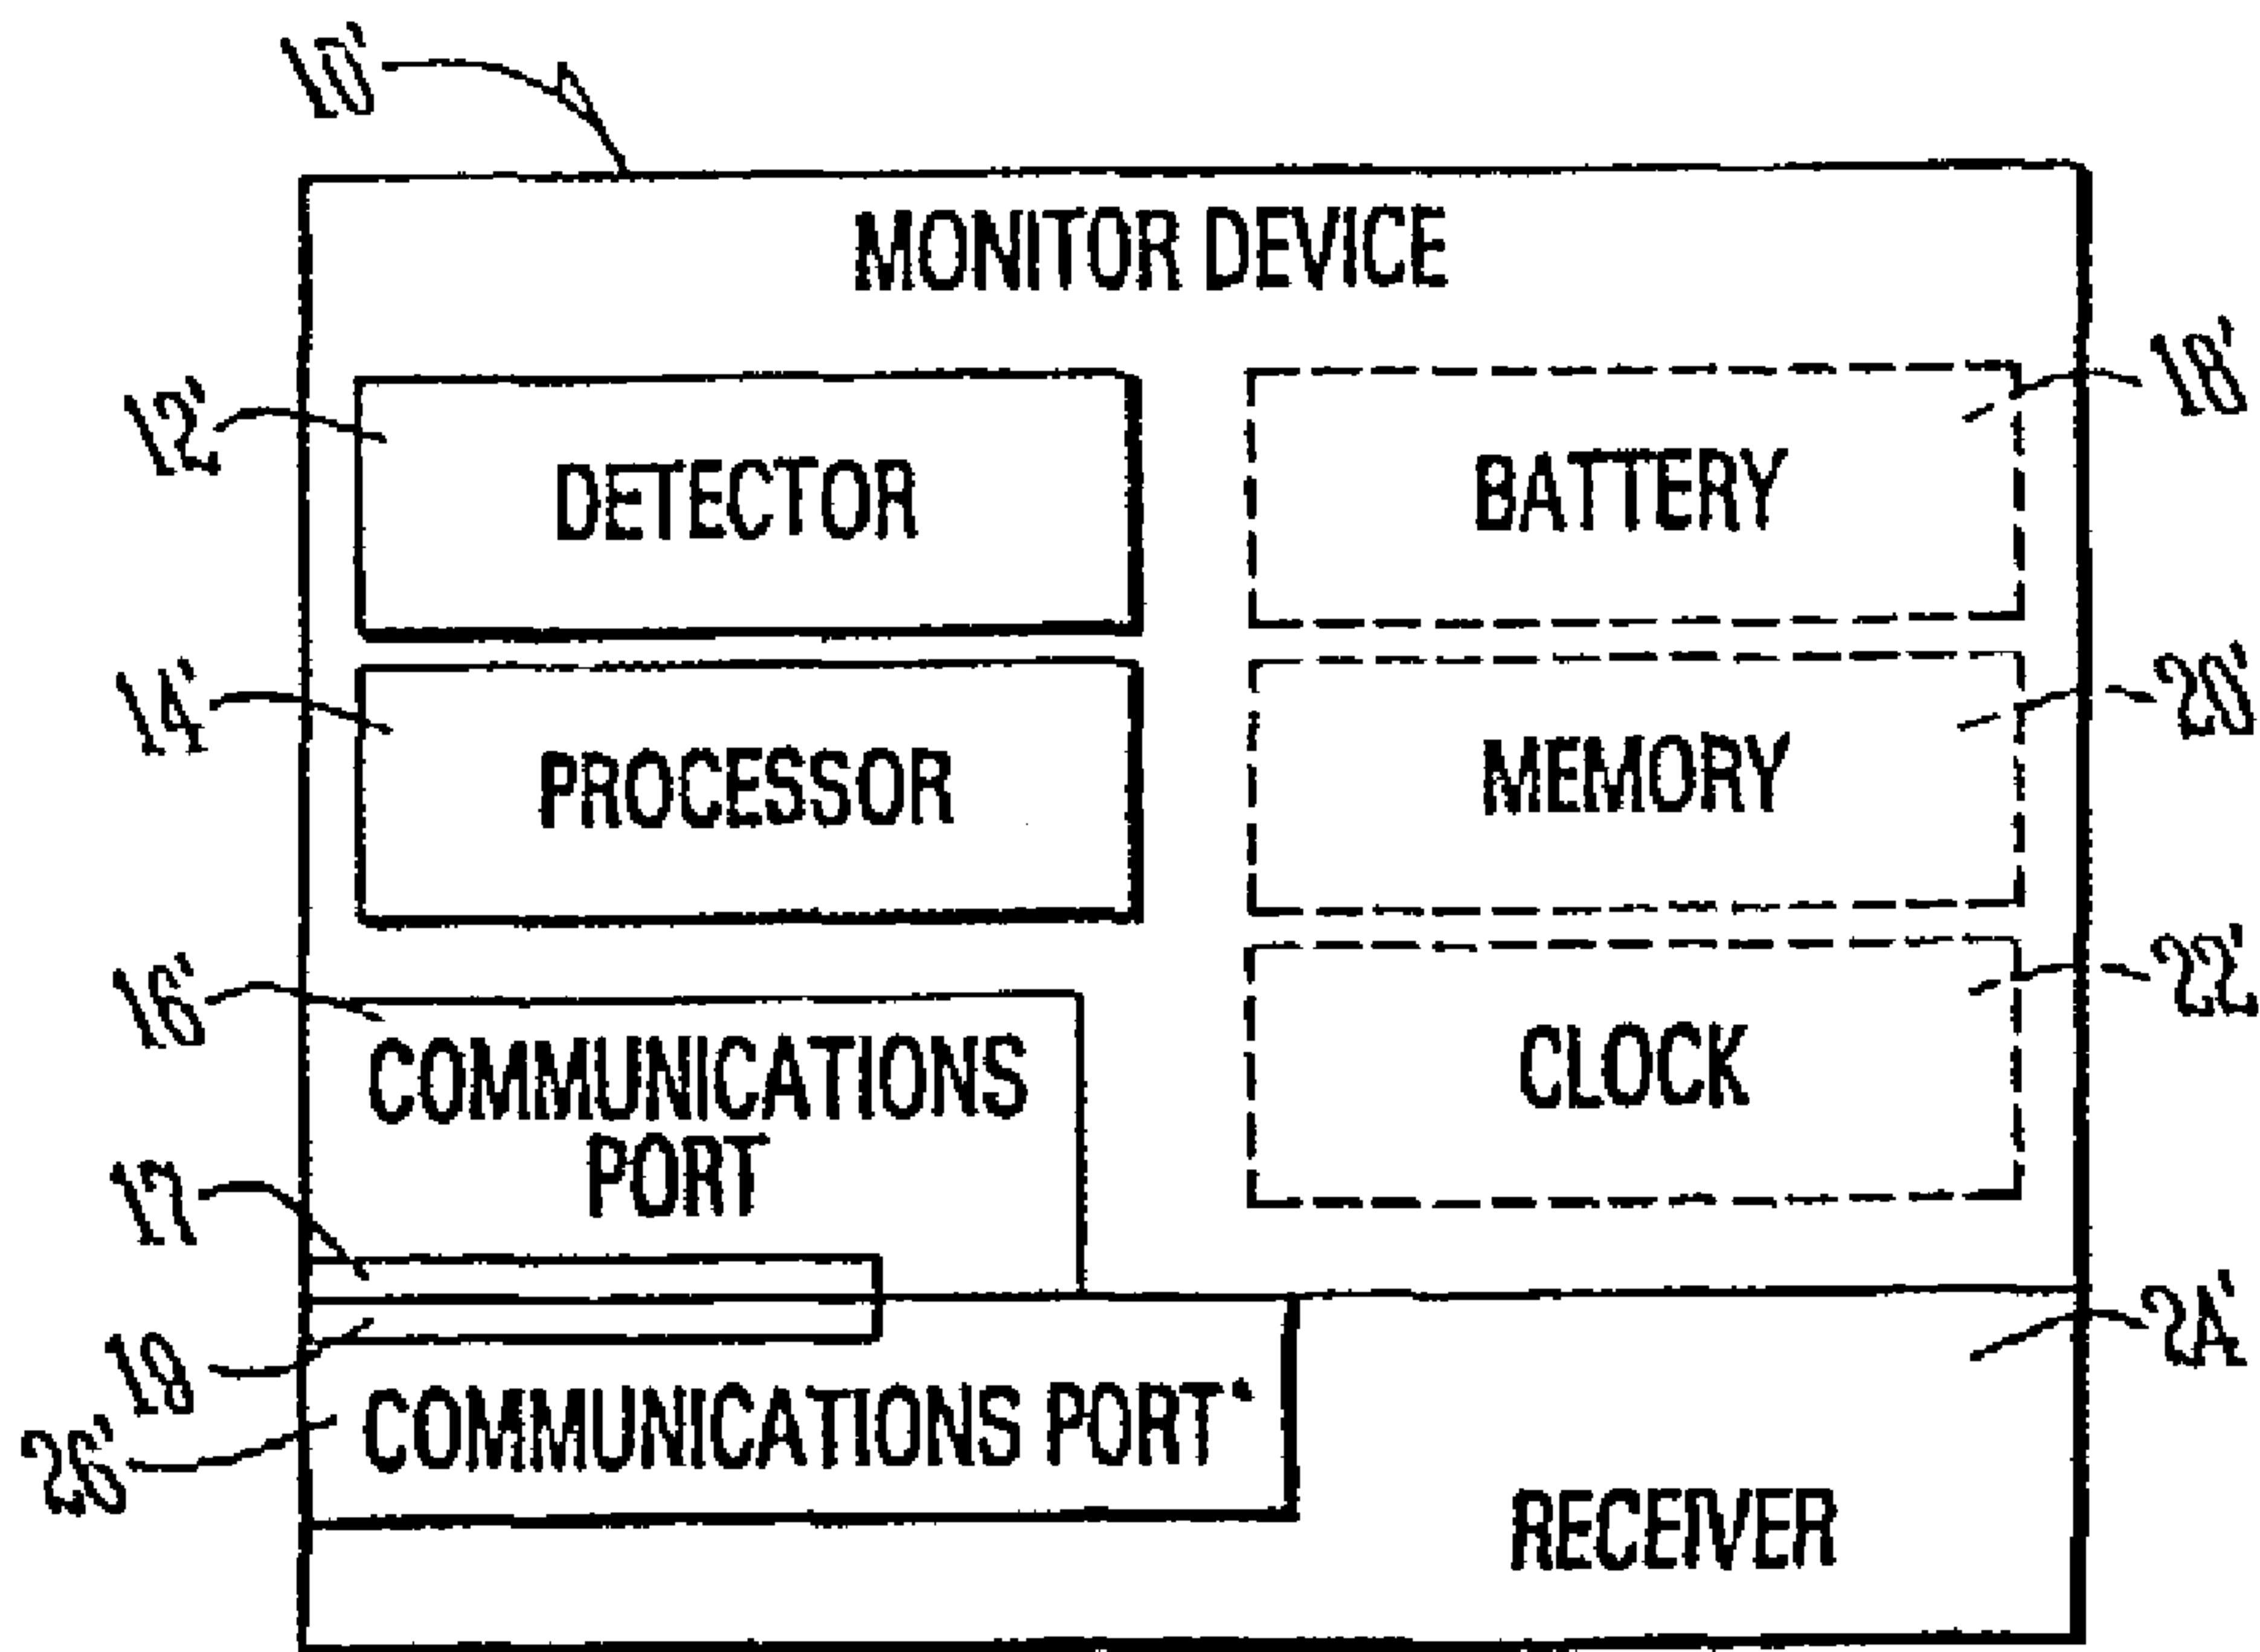 10'
MONITOR DEVICE
12'
18'
DETECTOR
BATTERY
14'
20'
PROCESSOR
MEMORY
16'
22'
COMMUNICATIONS
PORT
CLOCK
17
24'
19
26'
COMMUNICATIONS PORT
RECEIVER